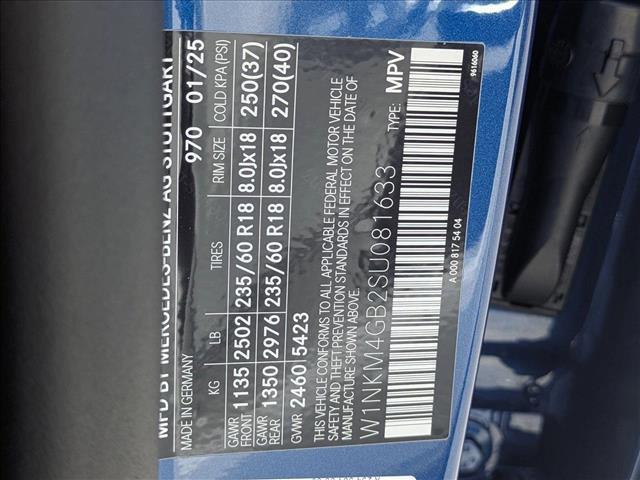 MFD BY MERCEDES-BENZ AG STUTTGART
MADE IN GERMANY 970 01/25
KG LB TIRES RIM SIZE COLD KPA(PSI)
GAWR FRONT 1135 2502 235/60 R18 8.0Jx18 250(37)
GAWR REAR 1350 2976 235/60 R18 8.0Jx18 270(40)
GVWR 2460 5423
THIS VEHICLE CONFORMS TO ALL APPLICABLE FEDERAL MOTOR VEHICLE
SAFETY AND THEFT PREVENTION STANDARDS IN EFFECT ON THE DATE OF
MANUFACTURE SHOWN ABOVE.
TYPE: MPV
W1NKM4GB2SU081633
A 000 817 54 04
9616060